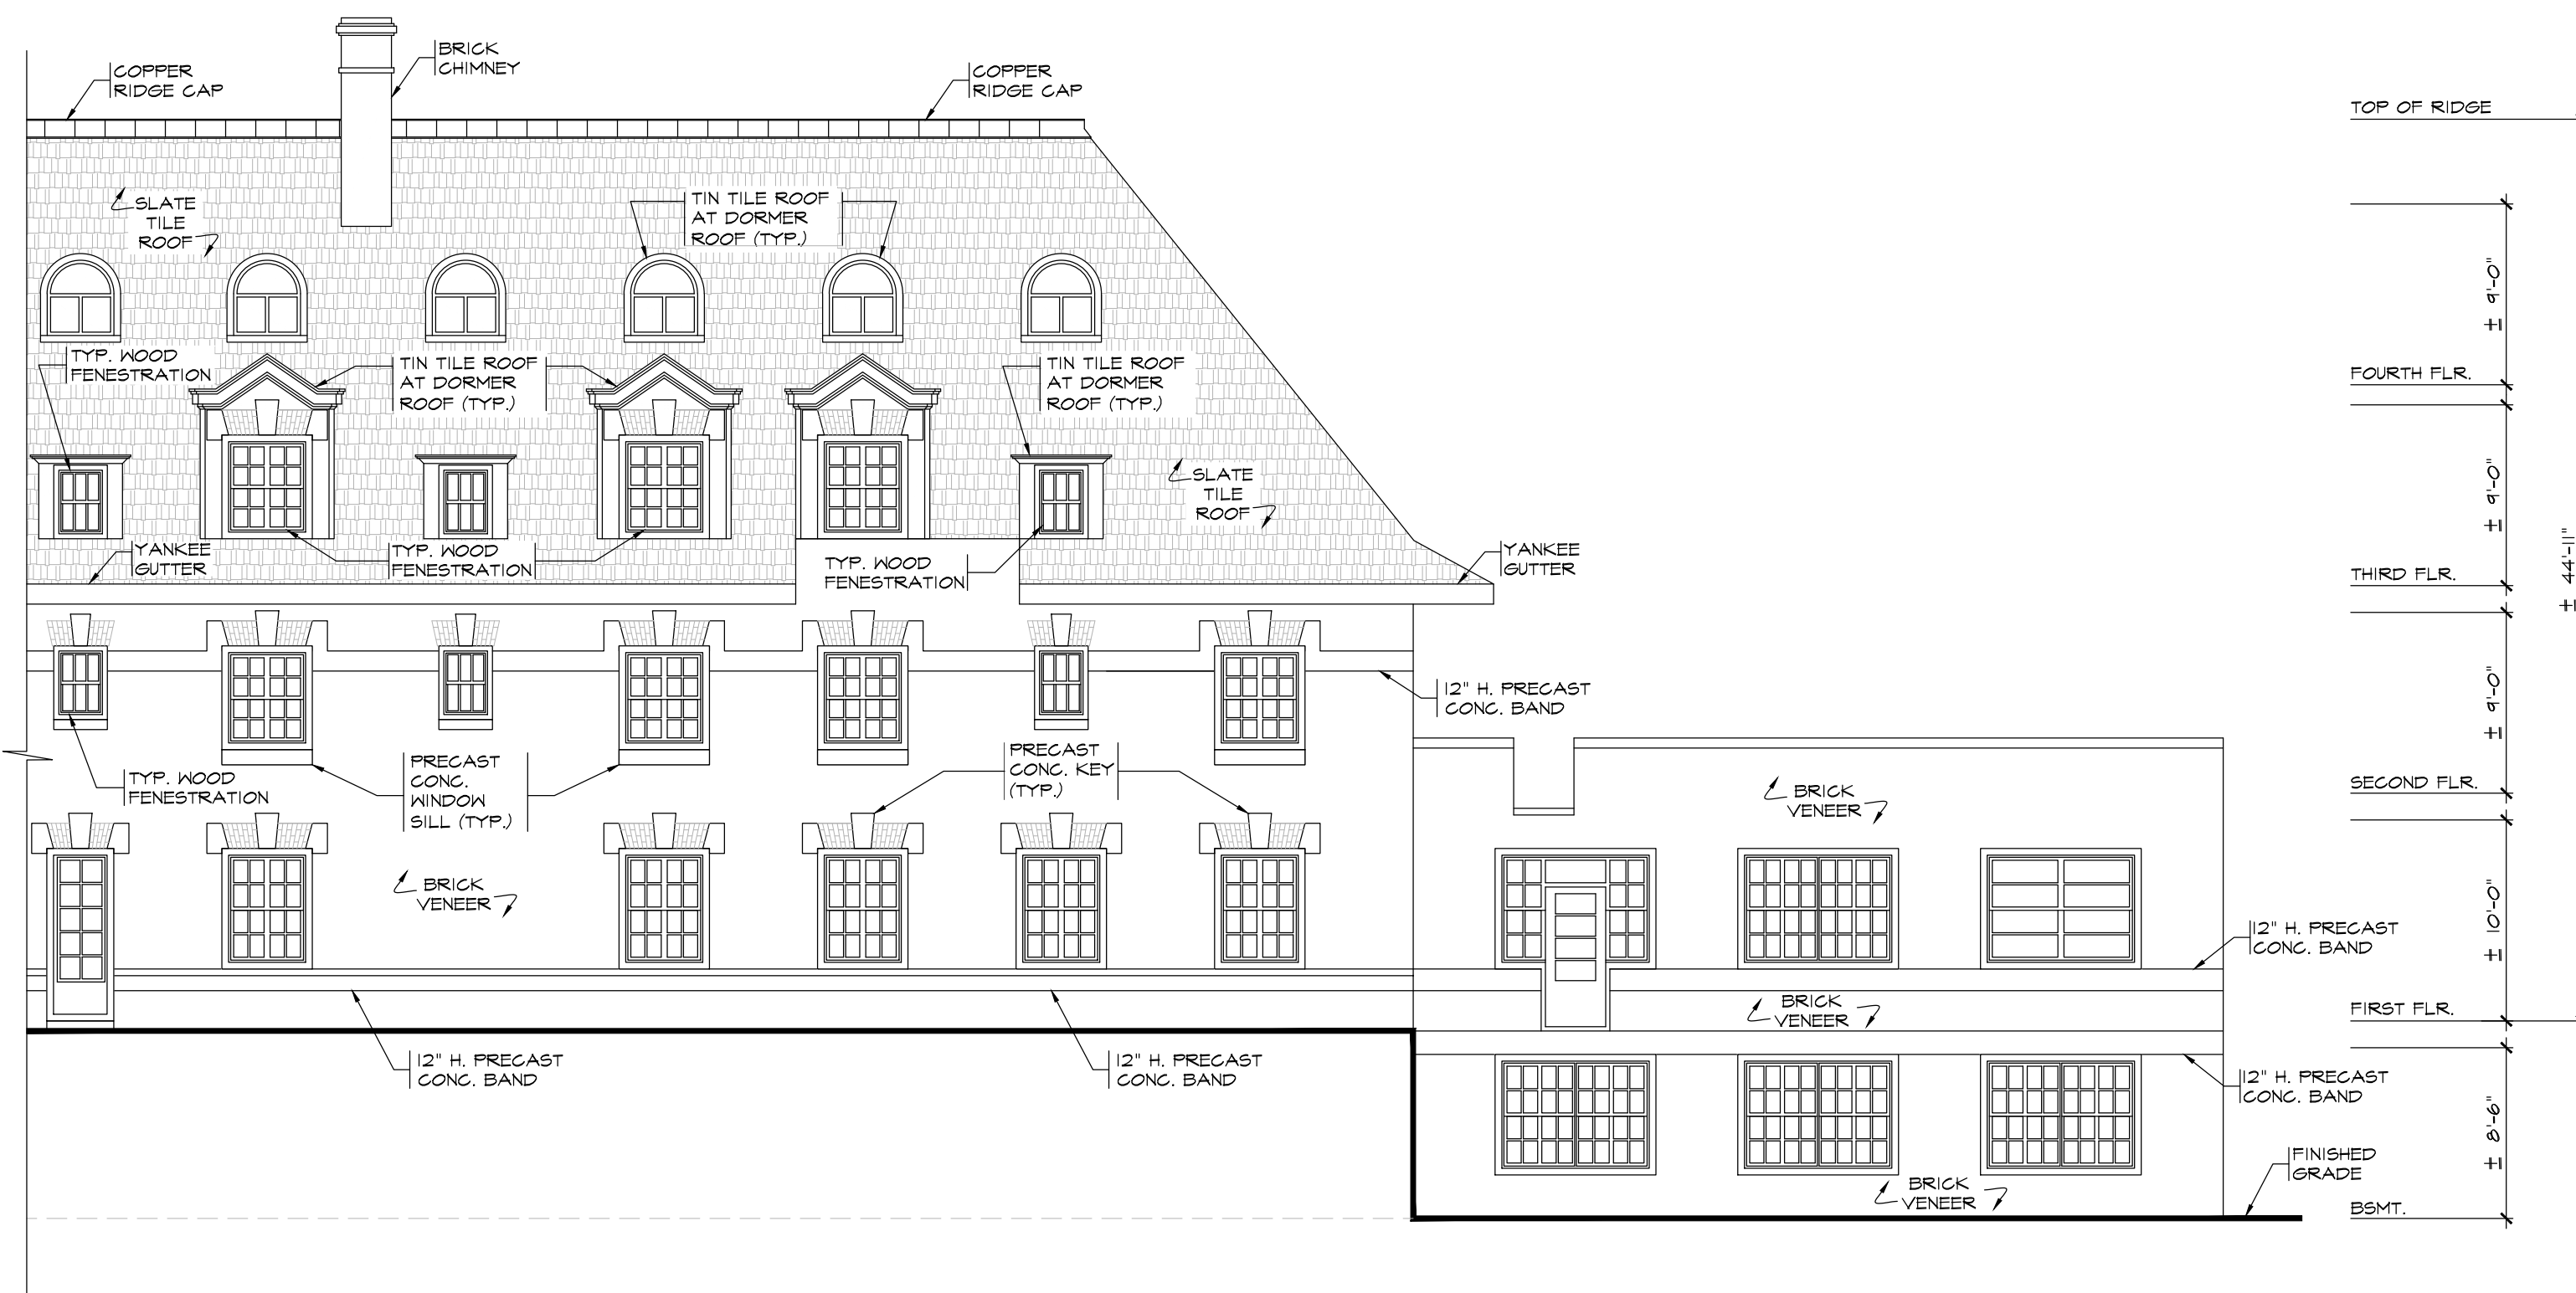 BRICK
CHIMNEY
COPPER
RIDGE CAP
COPPER
RIDGE CAP
TOP OF RIDGE
SLATE
TILE
ROOF
TIN TILE ROOF
AT DORMER
ROOF (TYP.)
± 9'-0"
TYP. WOOD
FENESTRATION
TIN TILE ROOF
AT DORMER
ROOF (TYP.)
TIN TILE ROOF
AT DORMER
ROOF (TYP.)
FOURTH FLR.
SLATE
TILE
ROOF
± 9'-0"
YANKEE
GUTTER
TYP. WOOD
FENESTRATION
TYP. WOOD
FENESTRATION
YANKEE
GUTTER
THIRD FLR.
± 44'-11"
12" H. PRECAST
CONC. BAND
± 9'-0"
TYP. WOOD
FENESTRATION
PRECAST
CONC.
WINDOW
SILL (TYP.)
PRECAST
CONC. KEY
(TYP.)
BRICK
VENEER
SECOND FLR.
BRICK
VENEER
12" H. PRECAST
CONC. BAND
± 10'-0"
BRICK
VENEER
FIRST FLR.
12" H. PRECAST
CONC. BAND
12" H. PRECAST
CONC. BAND
12" H. PRECAST
CONC. BAND
± 8'-6"
FINISHED
GRADE
BRICK
VENEER
BSMT.